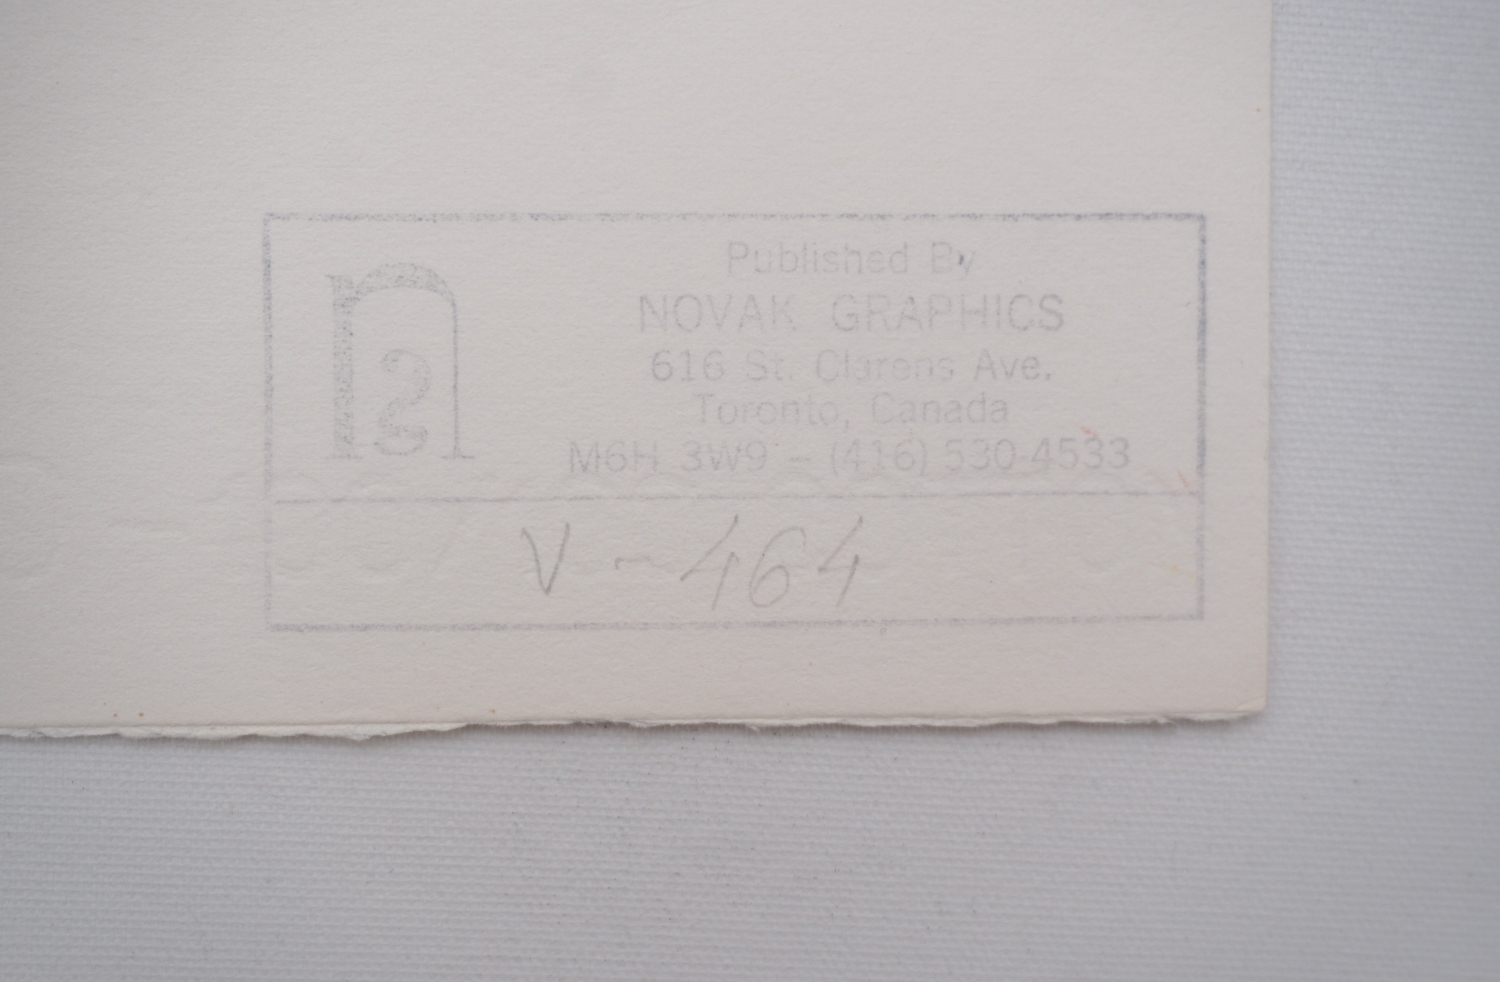 Published By
NOVAK GRAPHICS
616 St. Clarens Ave.
Toronto, Canada
M6H 3W9 – (416) 530-4533
V - 464